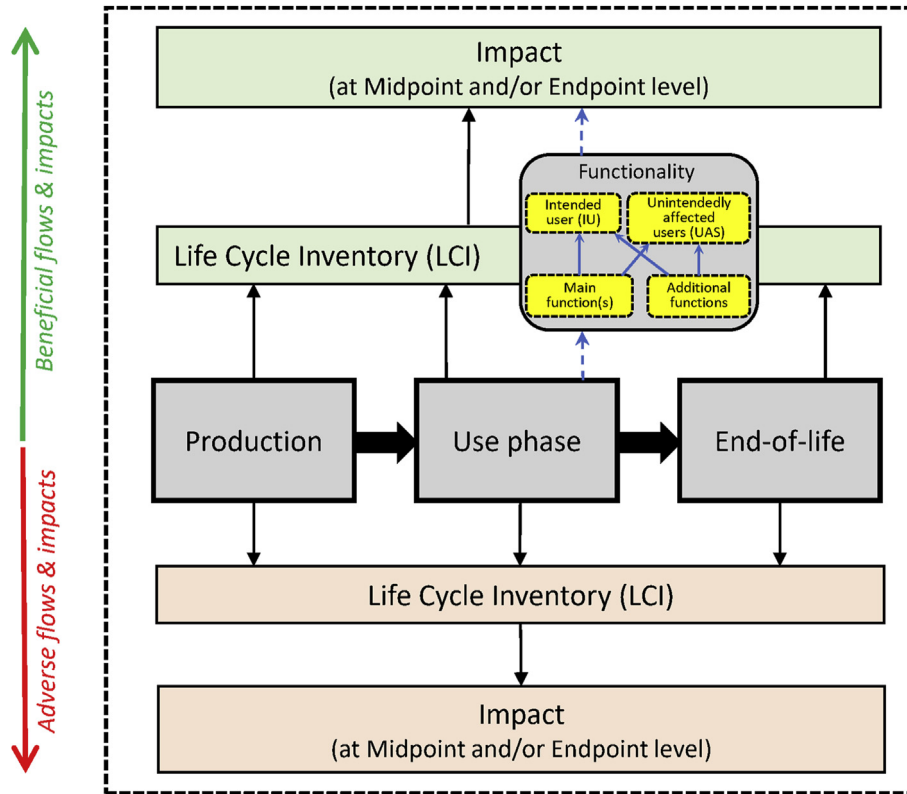 Beneficial flows & impacts
Adverse flows & impacts
Impact
(at Midpoint and/or Endpoint level)
Functionality
Intended
user (IU)
Unintendedly
affected
users (UAS)
Main
function(s)
Additional
functions
Life Cycle Inventory (LCI)
Production
Use phase
End-of-life
Life Cycle Inventory (LCI)
Impact
(at Midpoint and/or Endpoint level)